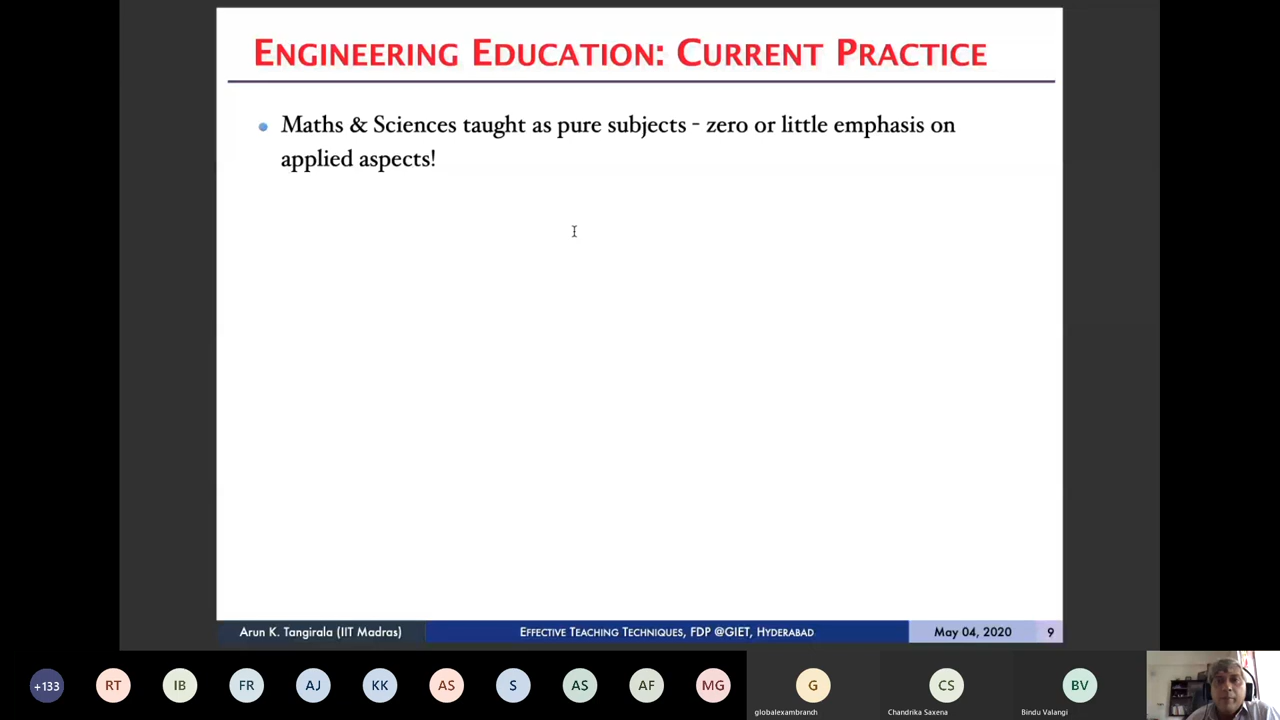 ENGINEERING EDUCATION: CURRENT PRACTICE
• Maths & Sciences taught as pure subjects - zero or little emphasis on
applied aspects!
Arun K. Tangirala (IIT Madras) EFFECTIVE TEACHING TECHNIQUES, FDP @GIET, HYDERABAD May 04, 2020 9
+133 RT IB FR AJ KK AS S AS AF MG G CS BV
globalexambranch Chandrika Saxena Bindu Valangi